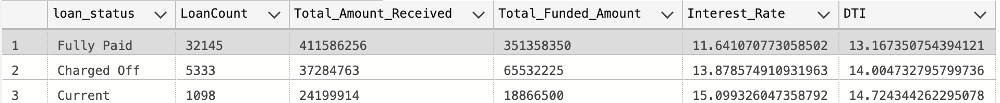 loan_status LoanCount Total_Amount_Received Total_Funded_Amount Interest_Rate DTI
1 Fully Paid 32145 411586256 351358350 11.641070773058502 13.167350754394121
2 Charged Off 5333 37284763 65532225 13.878574910931963 14.004732795799736
3 Current 1098 24199914 18866500 15.099326047358792 14.724344262295078